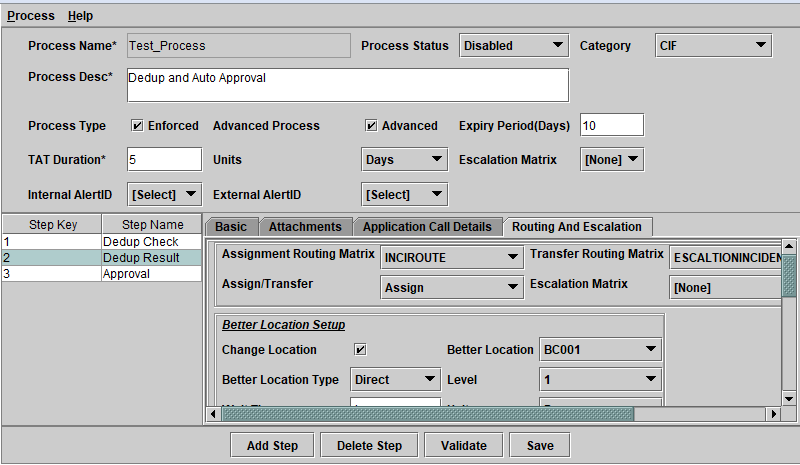 Process Help
Process Name* Test_Process Process Status Disabled Category CIF
Process Desc* Dedup and Auto Approval
Process Type Enforced Advanced Process Advanced Expiry Period(Days) 10
TAT Duration* 5 Units Days Escalation Matrix [None]
Internal AlertID [Select] External AlertID [Select]
Step Key Step Name
1 Dedup Check
2 Dedup Result
3 Approval
Basic Attachments Application Call Details Routing And Escalation
Assignment Routing Matrix INCIROUTE Transfer Routing Matrix ESCALTIONINCIDEN
Assign/Transfer Assign Escalation Matrix [None]
Better Location Setup
Change Location Better Location BC001
Better Location Type Direct Level 1
Add Step Delete Step Validate Save